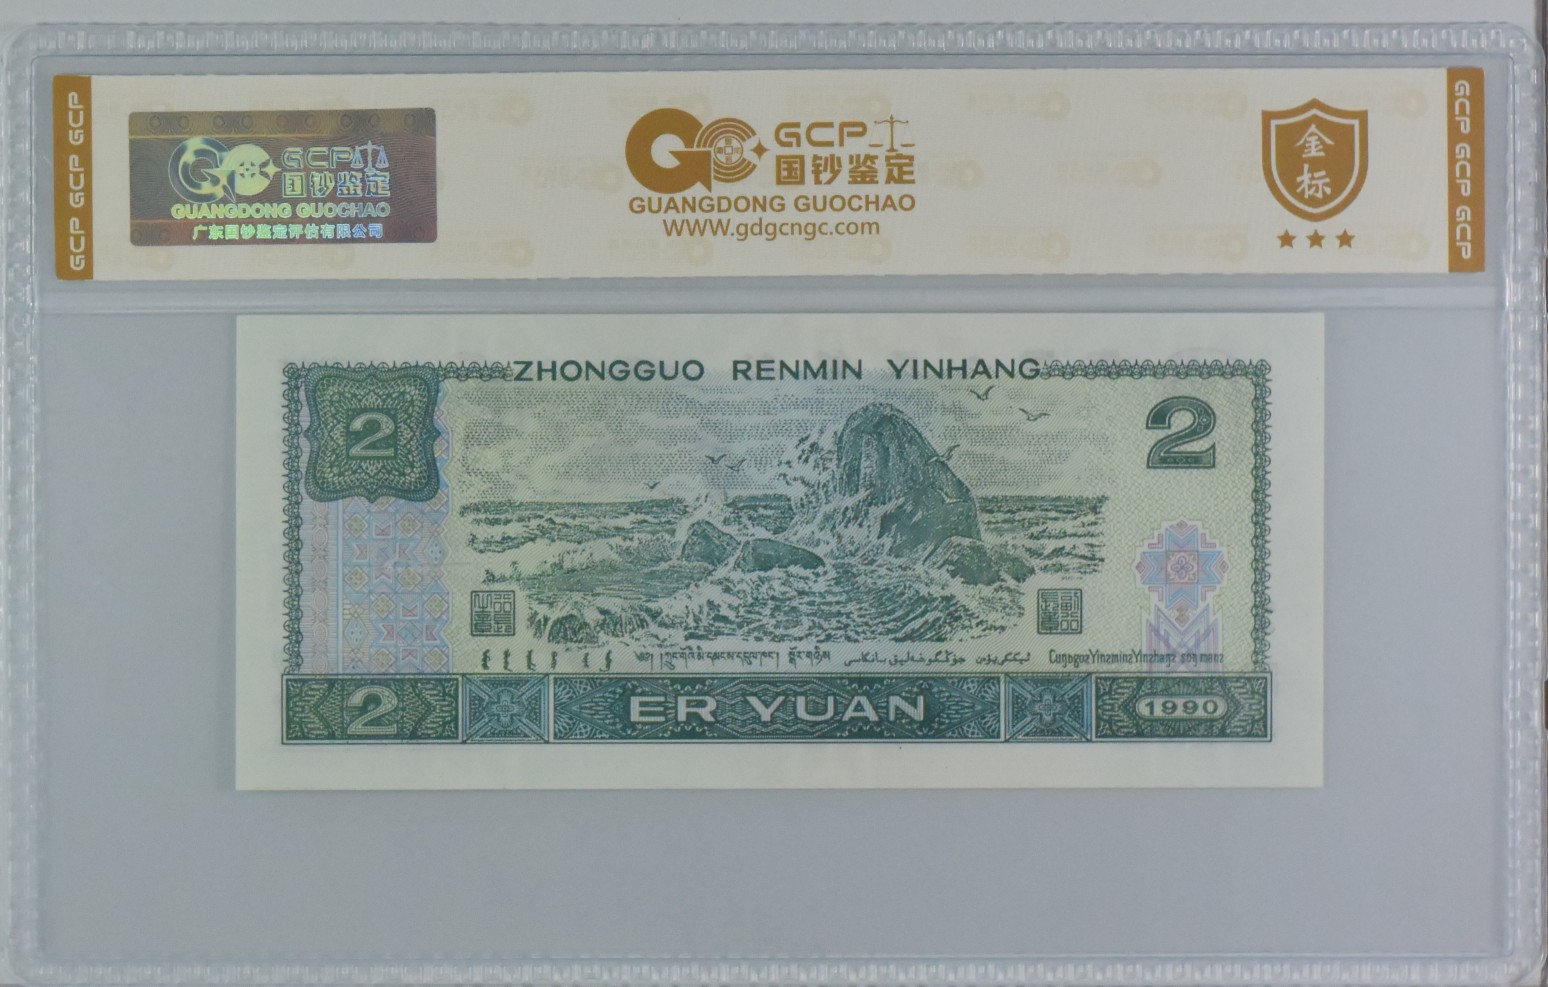 GCP GCP GCP
GCP
国钞鉴定
GUANGDONG GUOCHAO
广东国钞鉴定评估有限公司
GCP
国钞鉴定
GUANGDONG GUOCHAO
WWW.gdgcngc.com
金标
GCP GCP GCP
ZHONGGUO RENMIN YINHANG
2
2
2
ER YUAN
1990